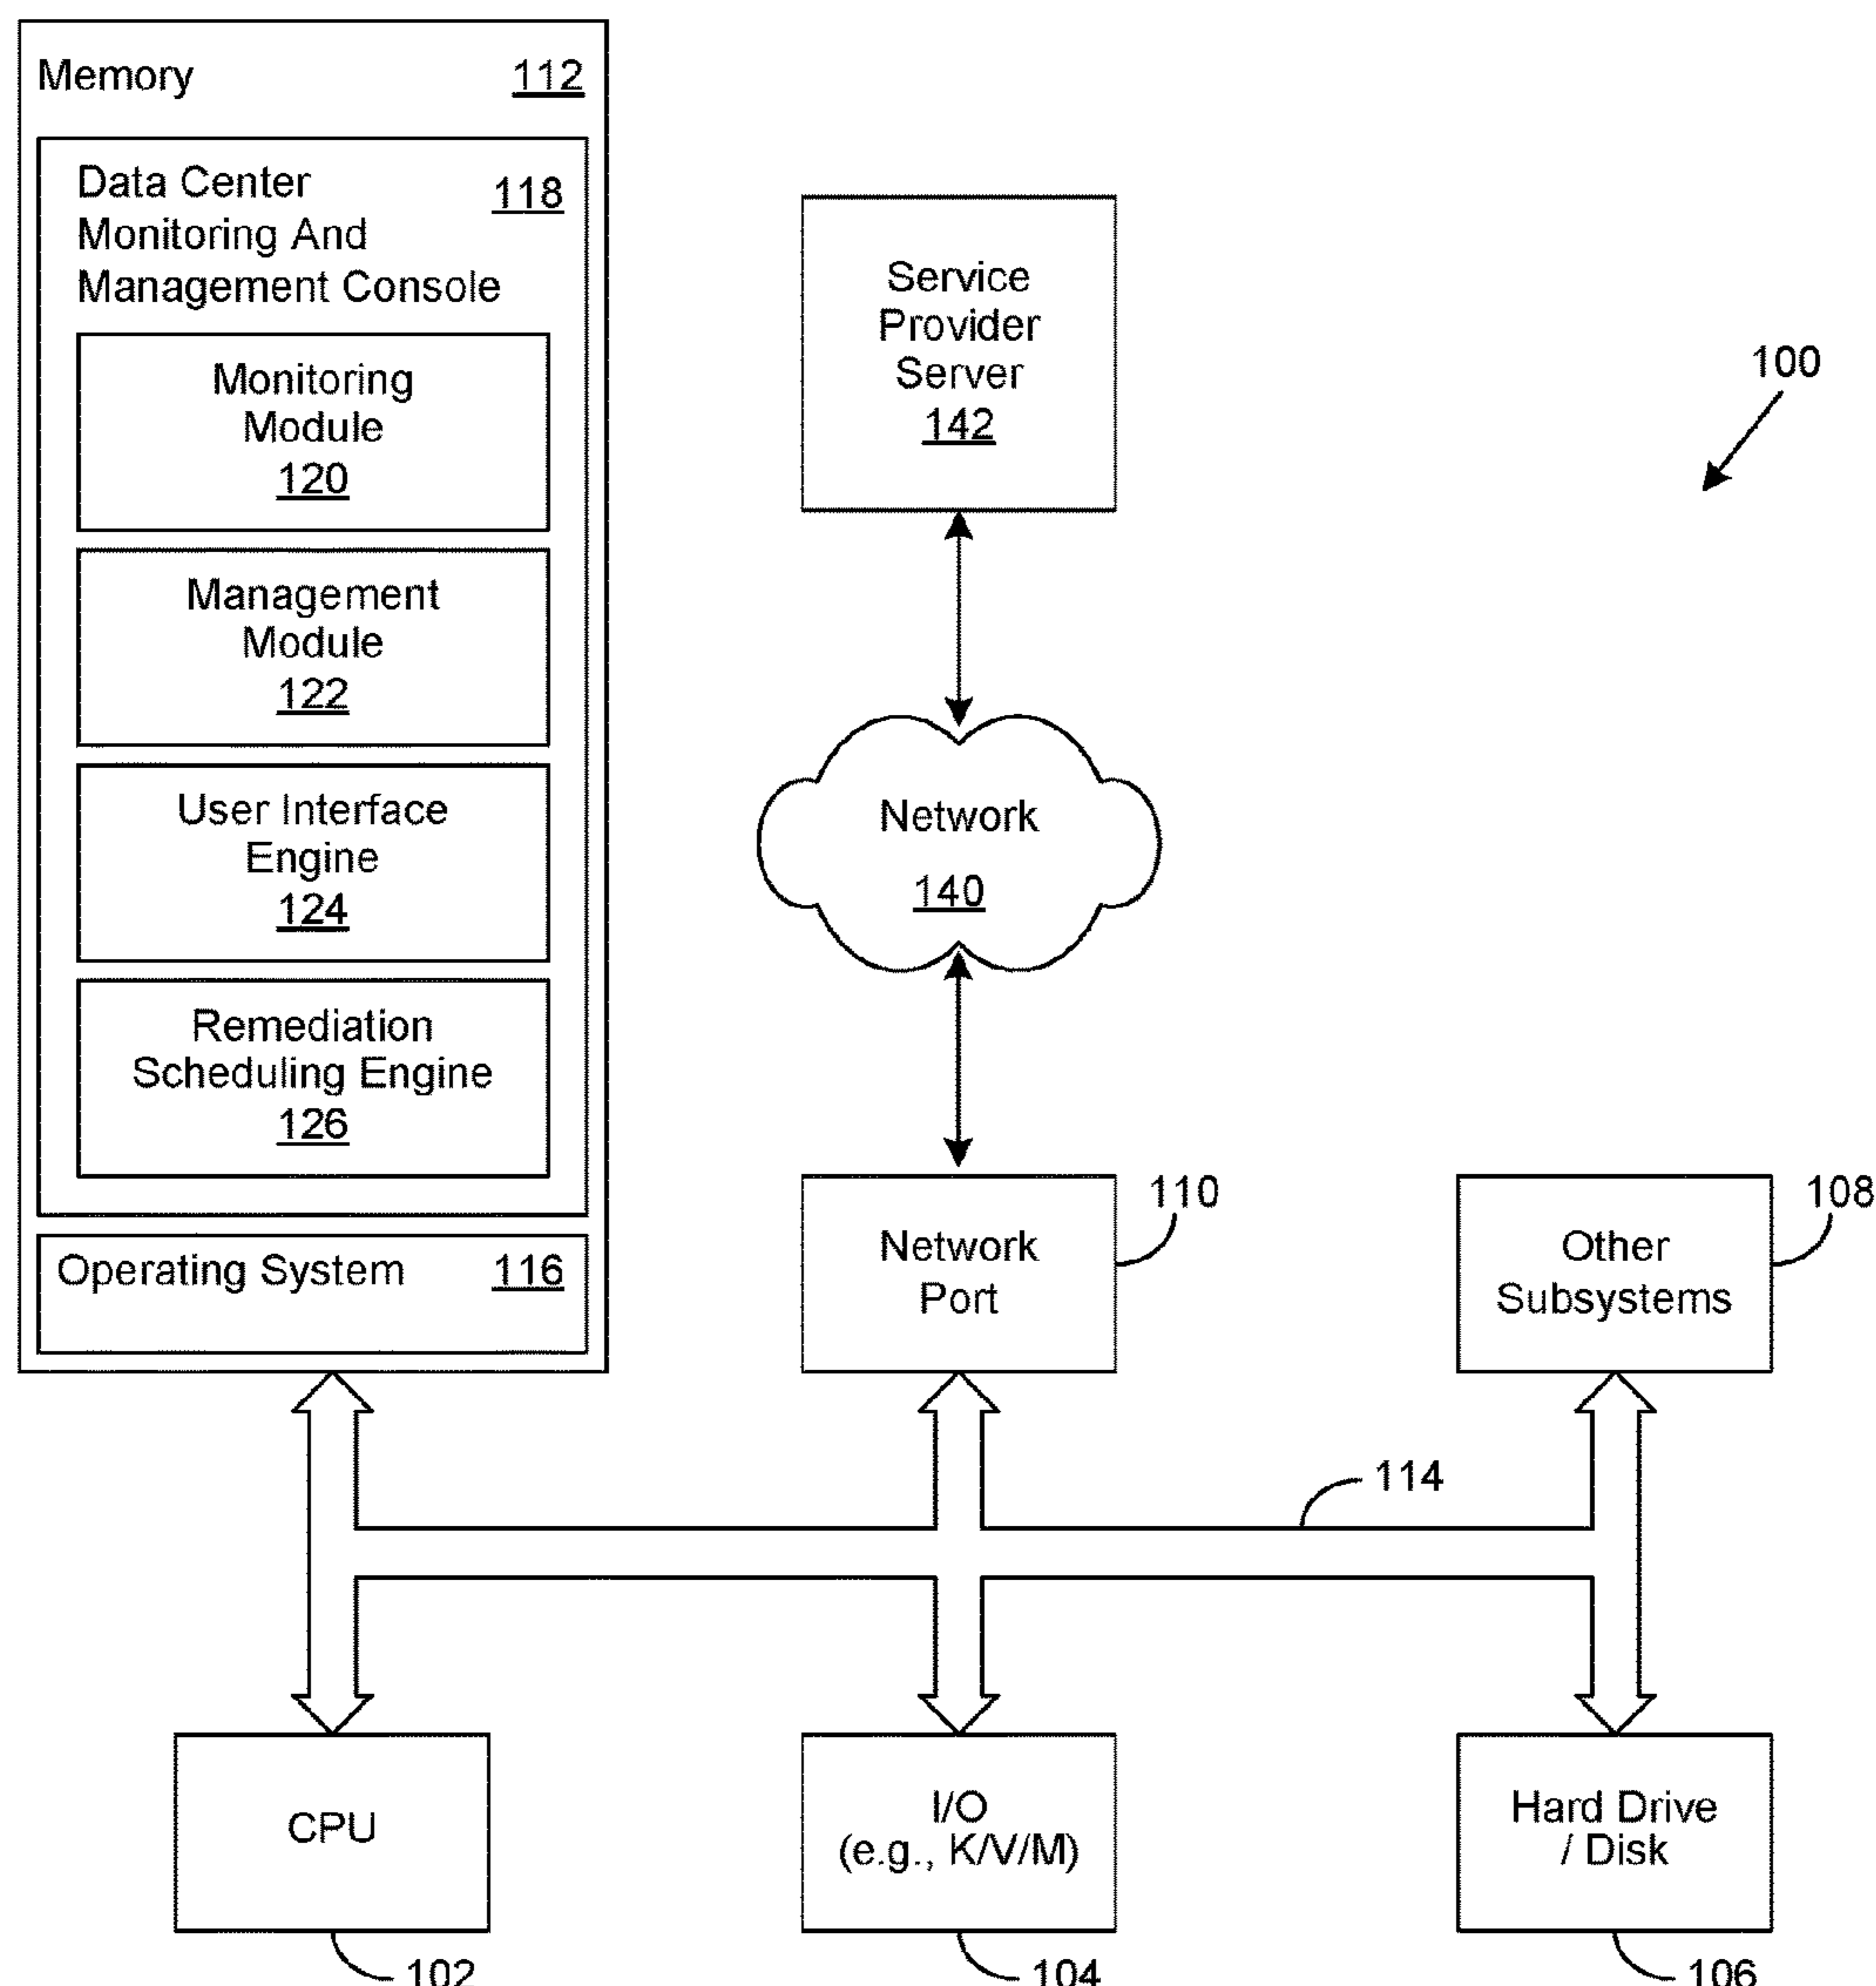 Memory 112
Data Center 118
Monitoring And
Management Console
Monitoring
Module
120
Management
Module
122
User Interface
Engine
124
Remediation
Scheduling Engine
126
Operating System 116
Service
Provider
Server
142
100
Network
140
Network
Port
110
Other
Subsystems
108
114
CPU
102
I/O
(e.g., K/V/M)
104
Hard Drive
/ Disk
106